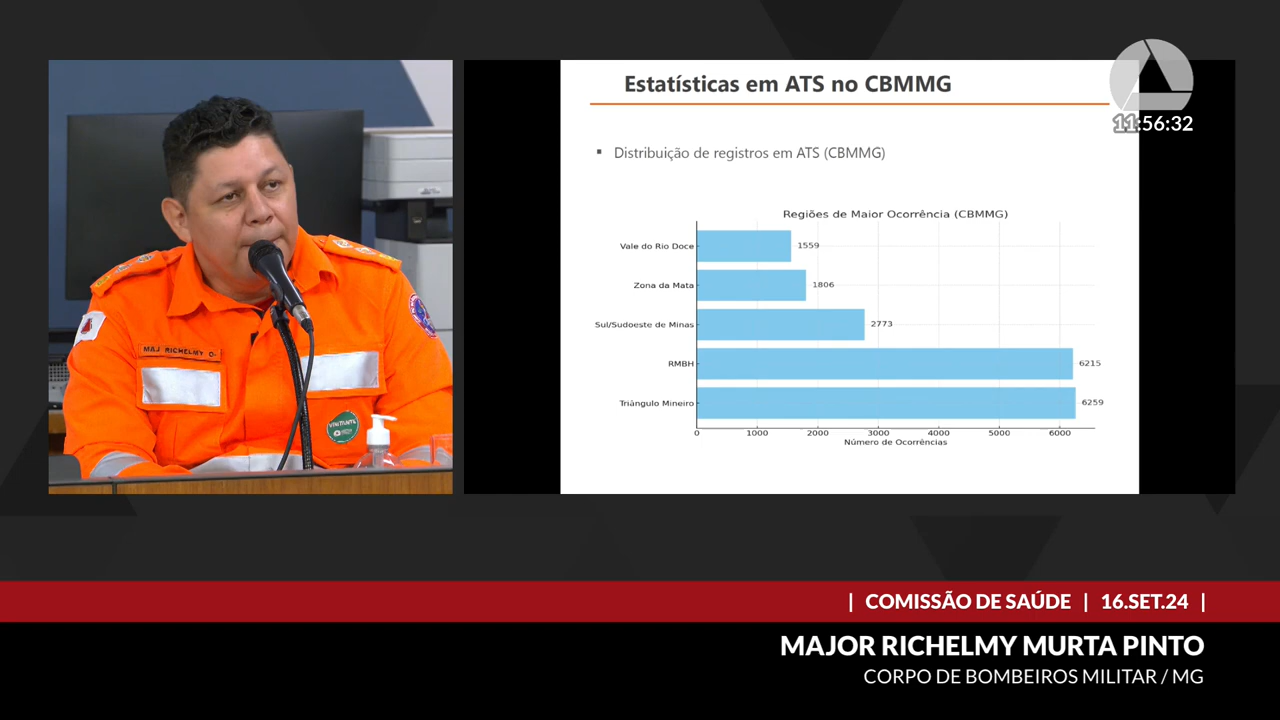 Estatísticas em ATS no CBMMG
11:56:32
▪ Distribuição de registros em ATS (CBMMG)
Regiões de Maior Ocorrência (CBMMG)
Vale do Rio Doce 1559
Zona da Mata 1806
Sul/Sudoeste de Minas 2773
RMBH 6215
Triângulo Mineiro 6259
0 1000 2000 3000 4000 5000 6000
Número de Ocorrências
MAJ RICHELMY O+
VISITANTE
| COMISSÃO DE SAÚDE | 16.SET.24 |
MAJOR RICHELMY MURTA PINTO
CORPO DE BOMBEIROS MILITAR / MG